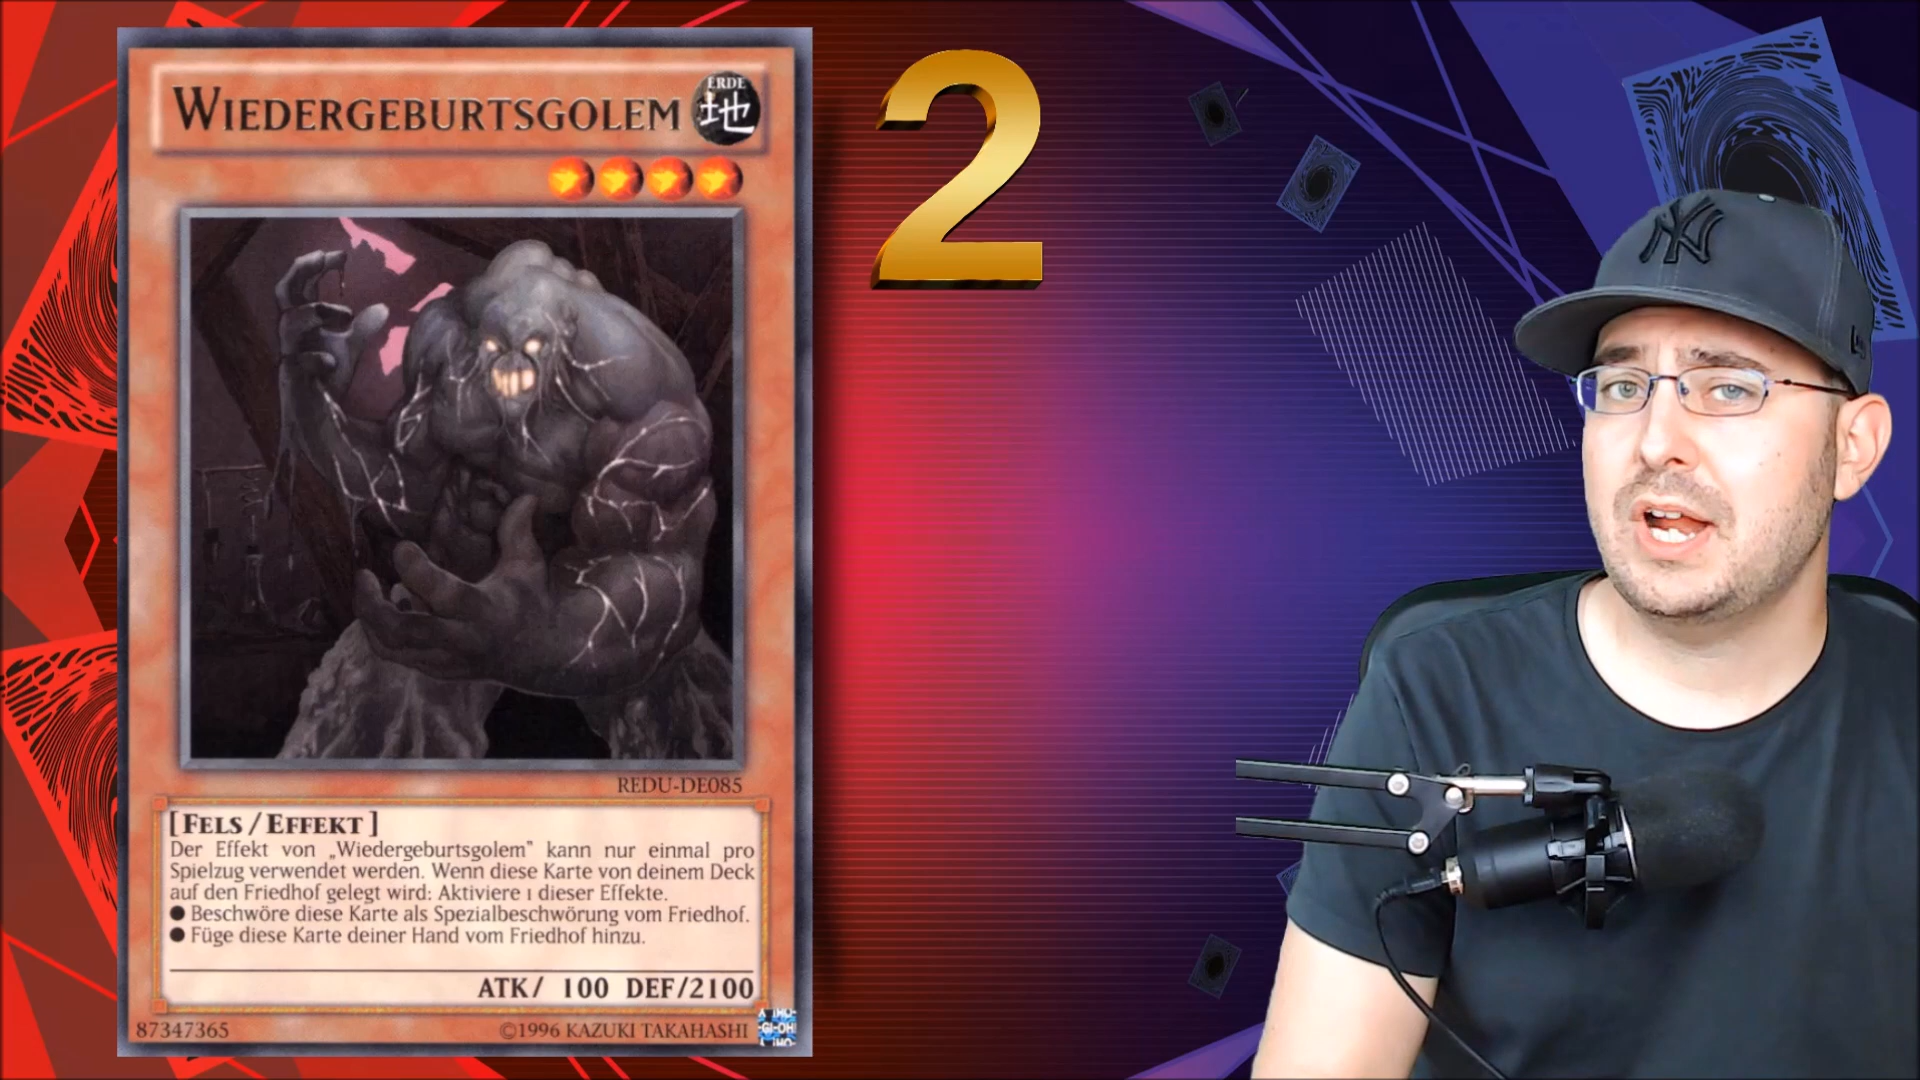 WIEDERGEBURTSGOLEM
ERDE
地
2
NY
REDU-DE085
[FELS/EFFEKT]
Der Effekt von „Wiedergeburtsgolem" kann nur einmal pro
Spielzug verwendet werden. Wenn diese Karte von deinem Deck
auf den Friedhof gelegt wird: Aktiviere 1 dieser Effekte.
● Beschwöre diese Karte als Spezialbeschwörung vom Friedhof.
● Füge diese Karte deiner Hand vom Friedhof hinzu.
ATK/ 100 DEF/2100
87347365
©1996 KAZUKI TAKAHASHI